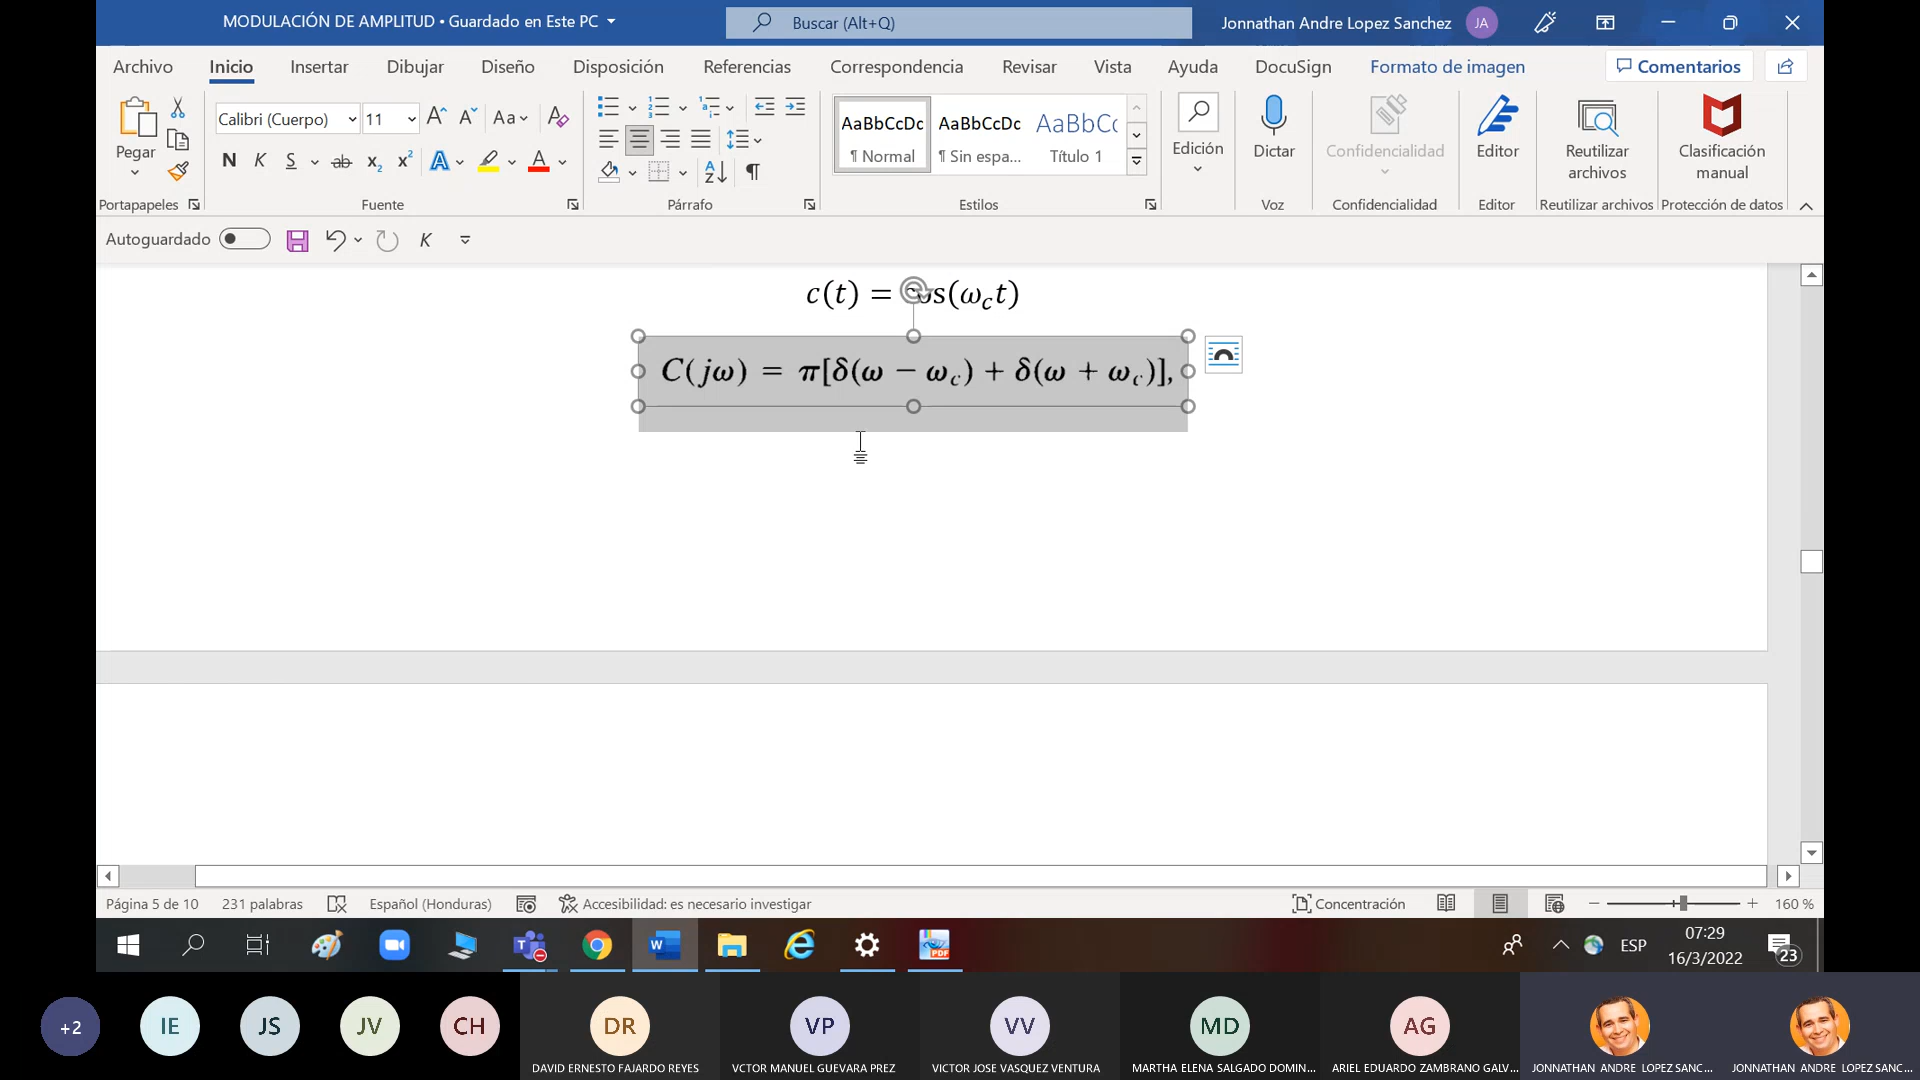 MODULACIÓN DE AMPLITUD • Guardado en Este PC
Buscar (Alt+Q)
Jonnathan Andre Lopez Sanchez
JA
Archivo
Inicio
Insertar
Dibujar
Diseño
Disposición
Referencias
Correspondencia
Revisar
Vista
Ayuda
DocuSign
Formato de imagen
Comentarios
Pegar
Calibri (Cuerpo)
11
Aa
N K S ab x₂ x²
AaBbCcDc
¶ Normal
AaBbCcDc
¶ Sin espa...
AaBbCc
Título 1
Edición
Dictar
Confidencialidad
Editor
Reutilizar
archivos
Clasificación
manual
Portapapeles
Fuente
Párrafo
Estilos
Voz
Confidencialidad
Editor
Reutilizar archivos
Protección de datos
Autoguardado
K
c(t) = cos(ω_c t)
C(jω) = π[δ(ω − ω_c) + δ(ω + ω_c)],
Página 5 de 10
231 palabras
Español (Honduras)
Accesibilidad: es necesario investigar
Concentración
160 %
ESP
07:29
16/3/2022
23
+2
IE
JS
JV
CH
DR
DAVID ERNESTO FAJARDO REYES
VP
VCTOR MANUEL GUEVARA PREZ
VV
VICTOR JOSE VASQUEZ VENTURA
MD
MARTHA ELENA SALGADO DOMIN...
AG
ARIEL EDUARDO ZAMBRANO GALV...
JONNATHAN ANDRE LOPEZ SANC...
JONNATHAN ANDRE LOPEZ SANC...